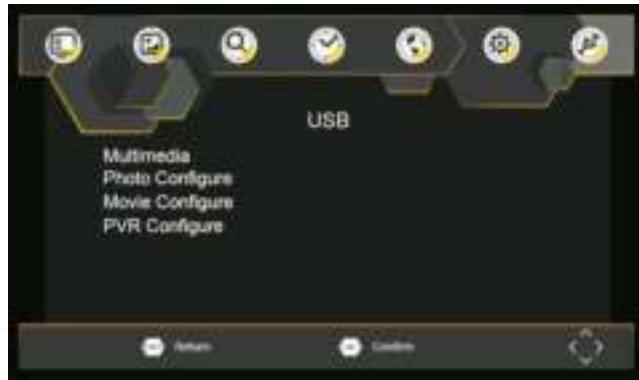 USB
Multimedia
Photo Configure
Movie Configure
PVR Configure
Return
Confirm